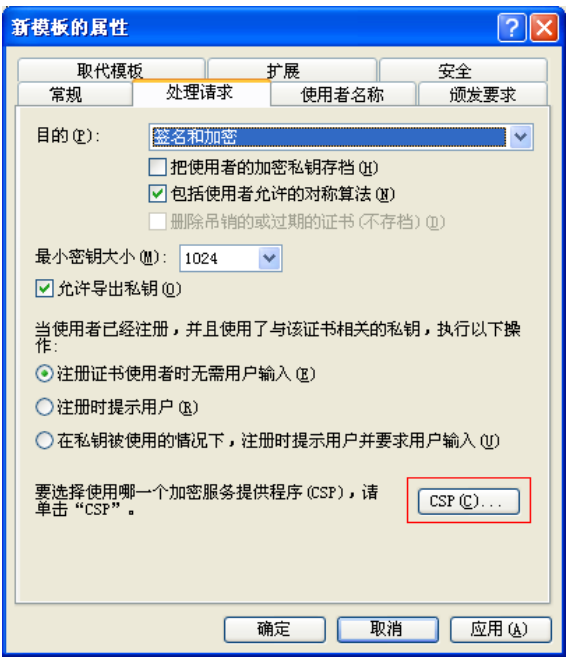 新模板的属性
取代模板 扩展 安全
常规 处理请求 使用者名称 颁发要求
目的(P): 签名和加密
把使用者的加密私钥存档(H)
包括使用者允许的对称算法(N)
删除吊销的或过期的证书(不存档)(D)
最小密钥大小(M): 1024
允许导出私钥(O)
当使用者已经注册，并且使用了与该证书相关的私钥，执行以下操
作:
注册证书使用者时无需用户输入(E)
注册时提示用户(R)
在私钥被使用的情况下，注册时提示用户并要求用户输入(U)
要选择使用哪一个加密服务提供程序(CSP)，请
单击“CSP”。
CSP(C)...
确定 取消 应用(A)